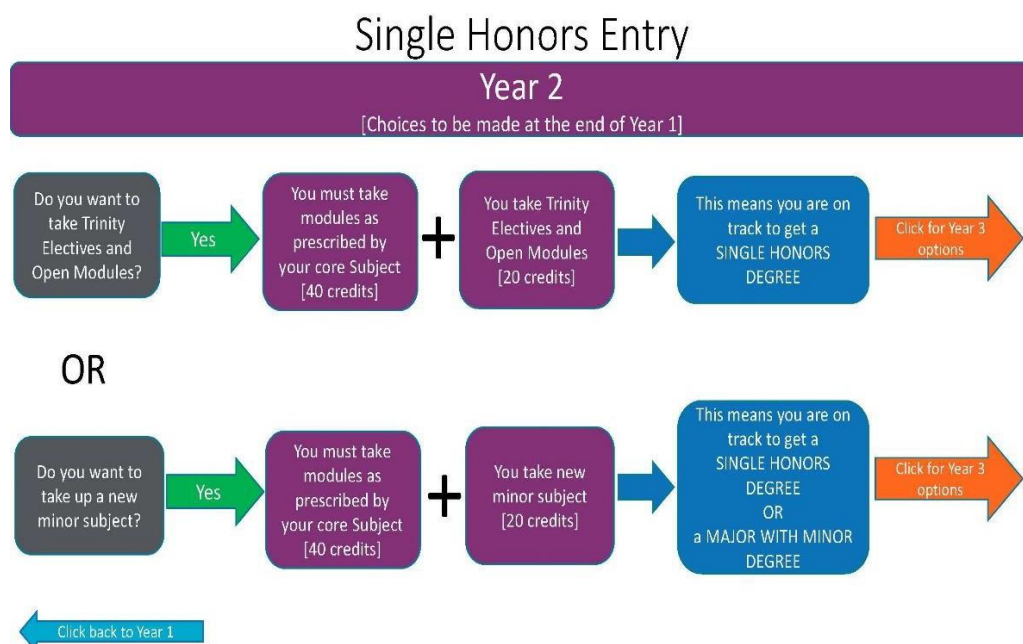 Single Honors Entry
Year 2
[Choices to be made at the end of Year 1]
Do you want to
take Trinity
Electives and
Open Modules?
Yes
You must take
modules as
prescribed by
your core Subject
[40 credits]
+
You take Trinity
Electives and
Open Modules
[20 credits]
This means you are on
track to get a
SINGLE HONORS
DEGREE
Click for Year 3
options
OR
Do you want to
take up a new
minor subject?
Yes
You must take
modules as
prescribed by
your core Subject
[40 credits]
+
You take new
minor subject
[20 credits]
This means you are on
track to get a
SINGLE HONORS
DEGREE
OR
a MAJOR WITH MINOR
DEGREE
Click for Year 3
options
Click back to Year 1